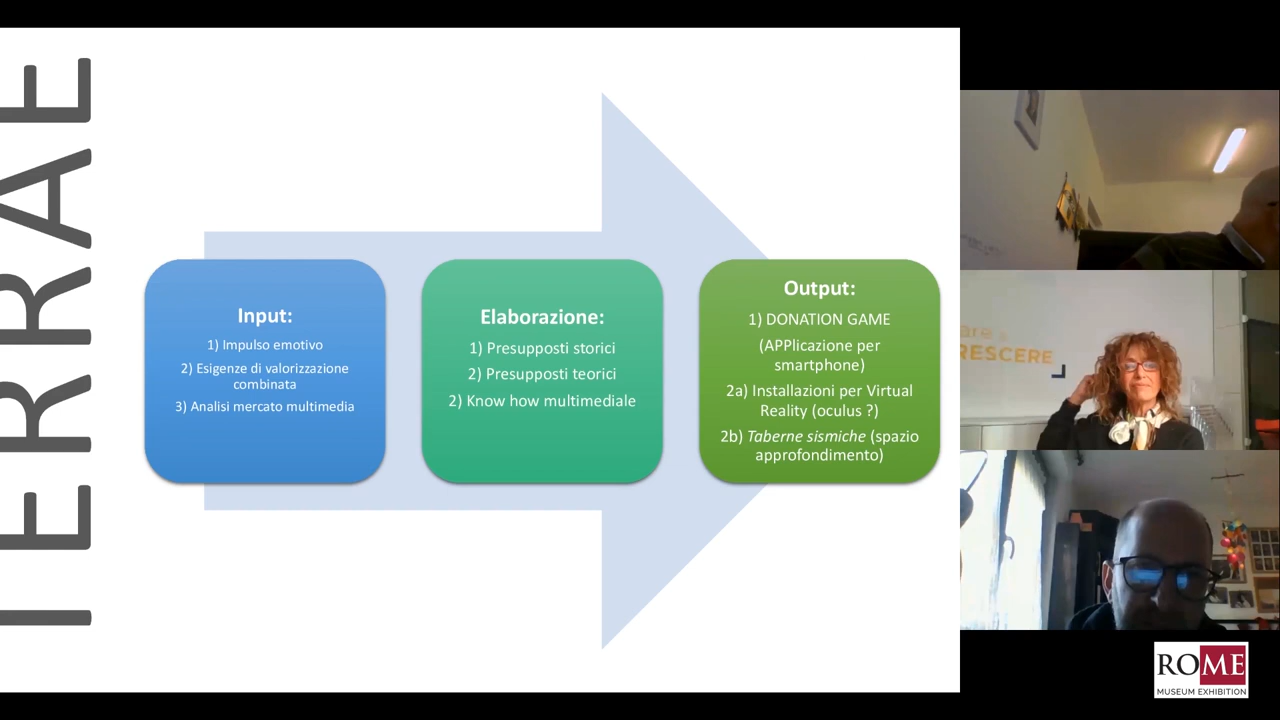 TERRAE
Input:
1) Impulso emotivo
2) Esigenze di valorizzazione
combinata
3) Analisi mercato multimedia
Elaborazione:
1) Presupposti storici
2) Presupposti teorici
2) Know how multimediale
Output:
1) DONATION GAME
(APPlicazione per
smartphone)
2a) Installazioni per Virtual
Reality (oculus ?)
2b) Taberne sismiche (spazio
approfondimento)
RESCERE
ROME
MUSEUM EXHIBITION